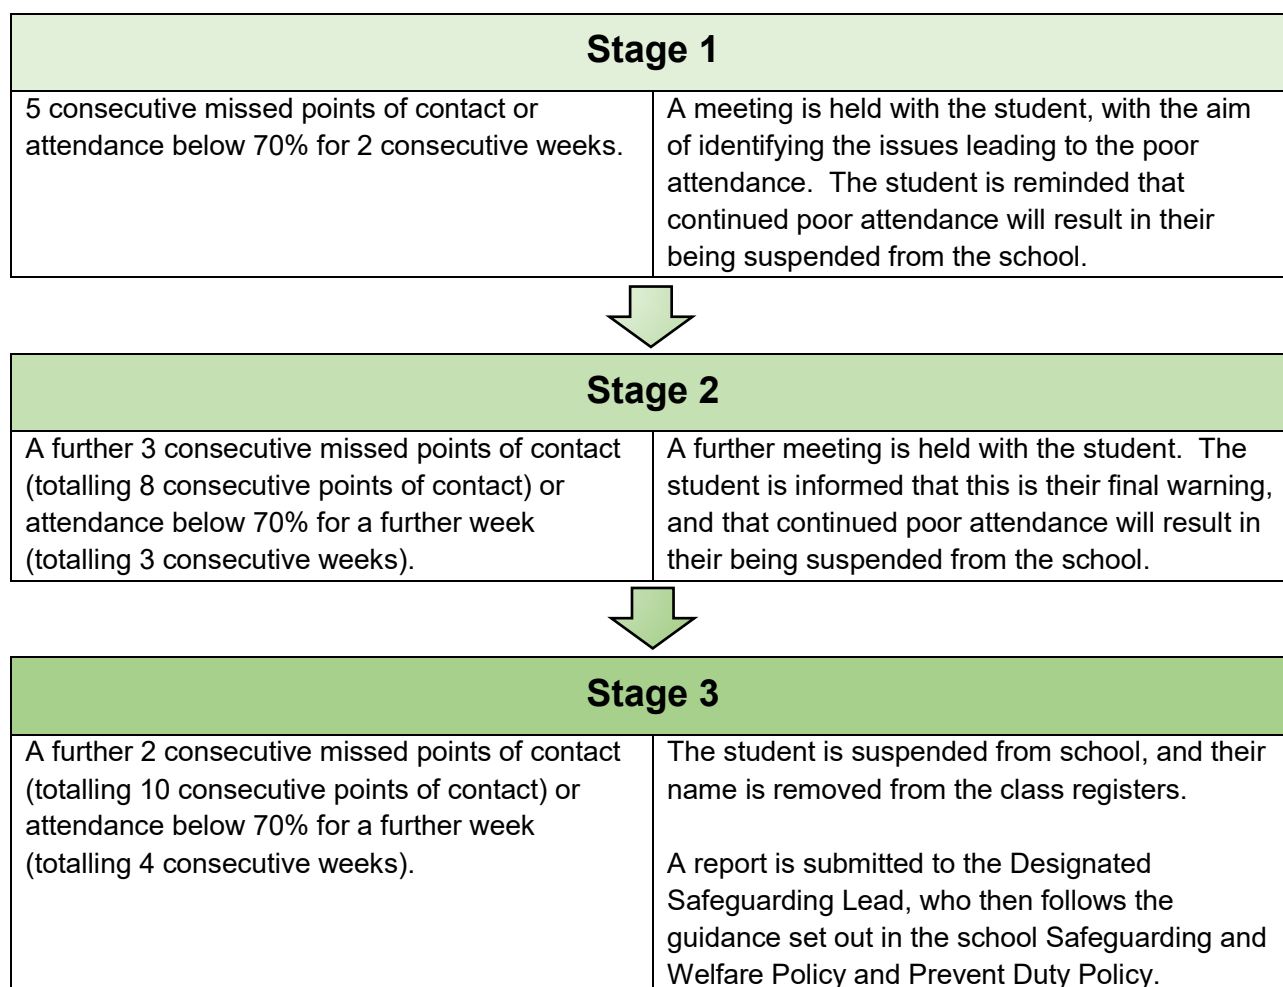 Stage 1
5 consecutive missed points of contact or
attendance below 70% for 2 consecutive weeks.
A meeting is held with the student, with the aim
of identifying the issues leading to the poor
attendance.  The student is reminded that
continued poor attendance will result in their
being suspended from the school.
Stage 2
A further 3 consecutive missed points of contact
(totalling 8 consecutive points of contact) or
attendance below 70% for a further week
(totalling 3 consecutive weeks).
A further meeting is held with the student.  The
student is informed that this is their final warning,
and that continued poor attendance will result in
their being suspended from the school.
Stage 3
A further 2 consecutive missed points of contact
(totalling 10 consecutive points of contact) or
attendance below 70% for a further week
(totalling 4 consecutive weeks).
The student is suspended from school, and their
name is removed from the class registers.
A report is submitted to the Designated
Safeguarding Lead, who then follows the
guidance set out in the school Safeguarding and
Welfare Policy and Prevent Duty Policy.